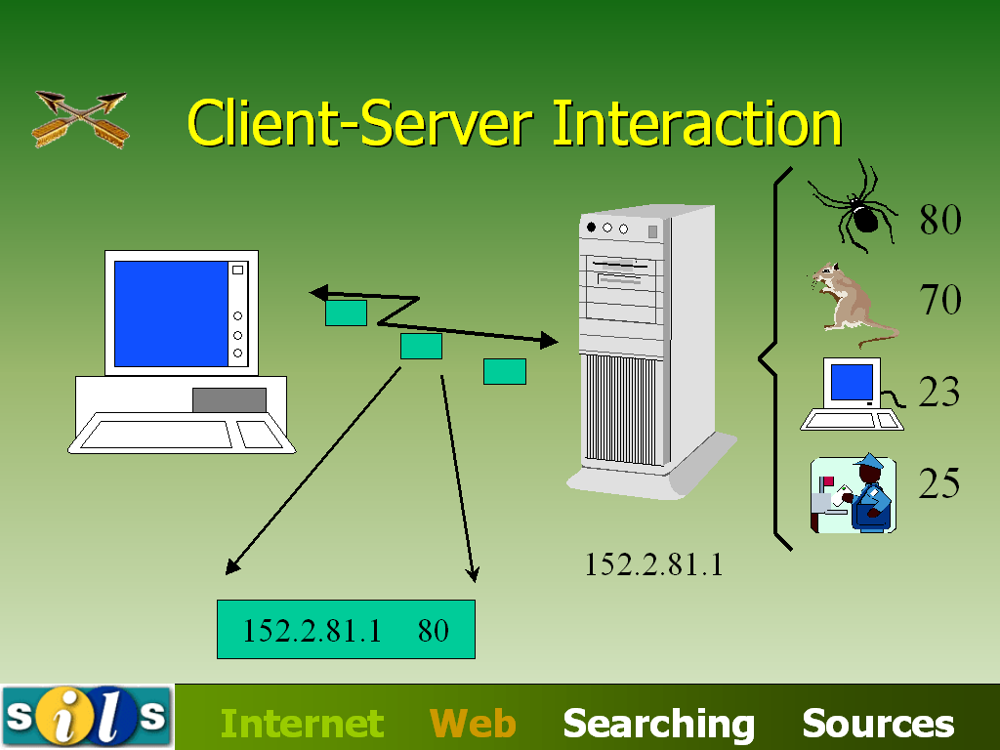 Client-Server Interaction
80
70
23
25
152.2.81.1
152.2.81.1 80
sils
Internet Web Searching Sources